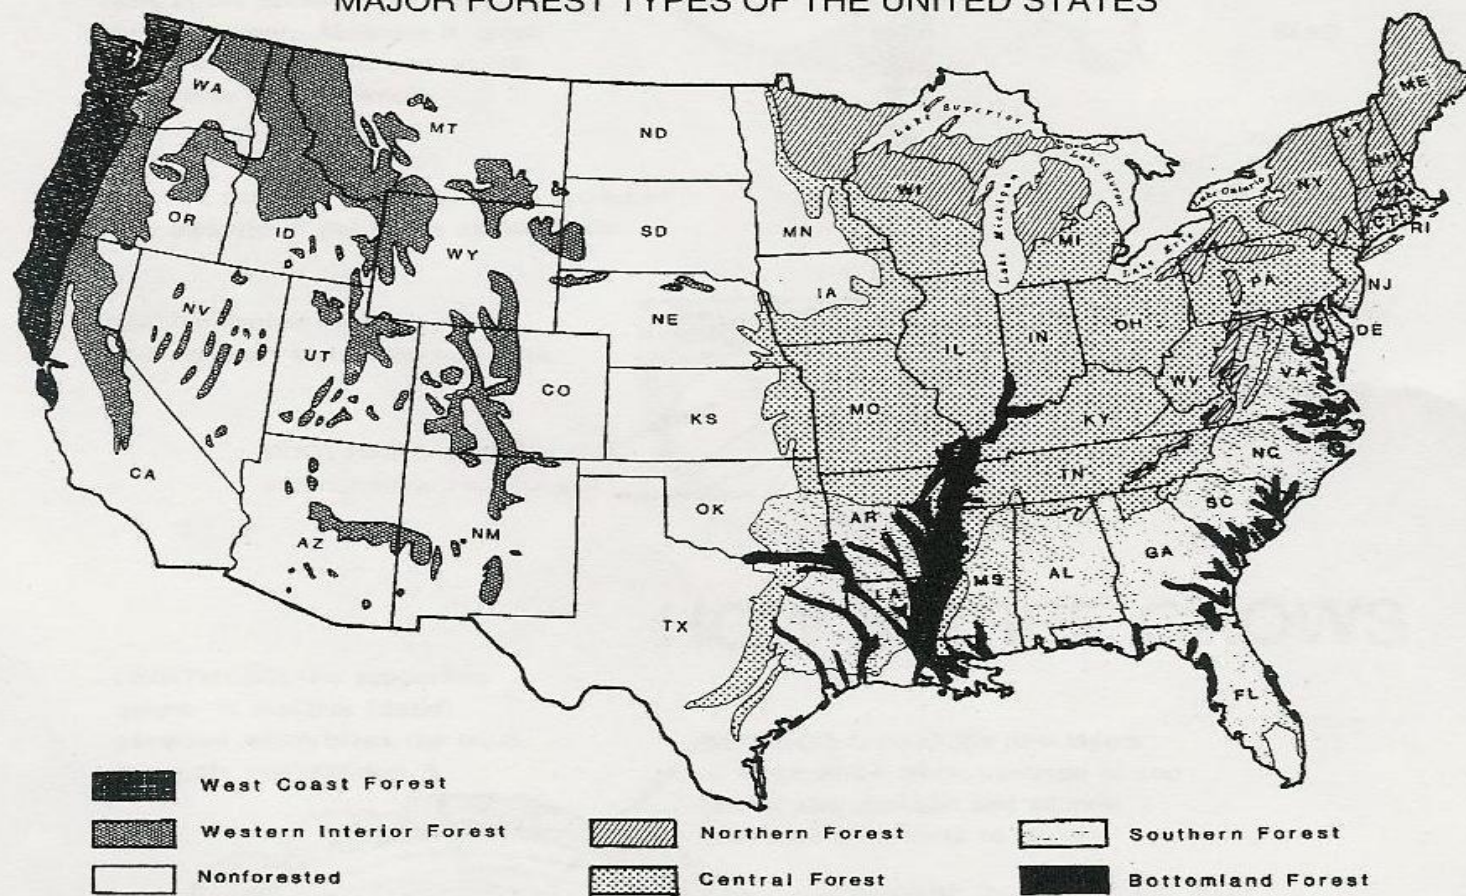 MAJOR FOREST TYPES OF THE UNITED STATES
WA
MT
ND
MN
Lake Superior
ME
VT
NH
OR
ID
WY
SD
WI
Lake Michigan
Lake Huron
MI
Lake Ontario
NY
MA
CT
RI
Lake Erie
NV
UT
CO
NE
IA
IL
IN
OH
PA
NJ
MD
DE
CA
KS
MO
KY
WV
VA
AZ
NM
OK
AR
TN
NC
SC
TX
LA
MS
AL
GA
FL
West Coast Forest
Western Interior Forest
Nonforested
Northern Forest
Central Forest
Southern Forest
Bottomland Forest